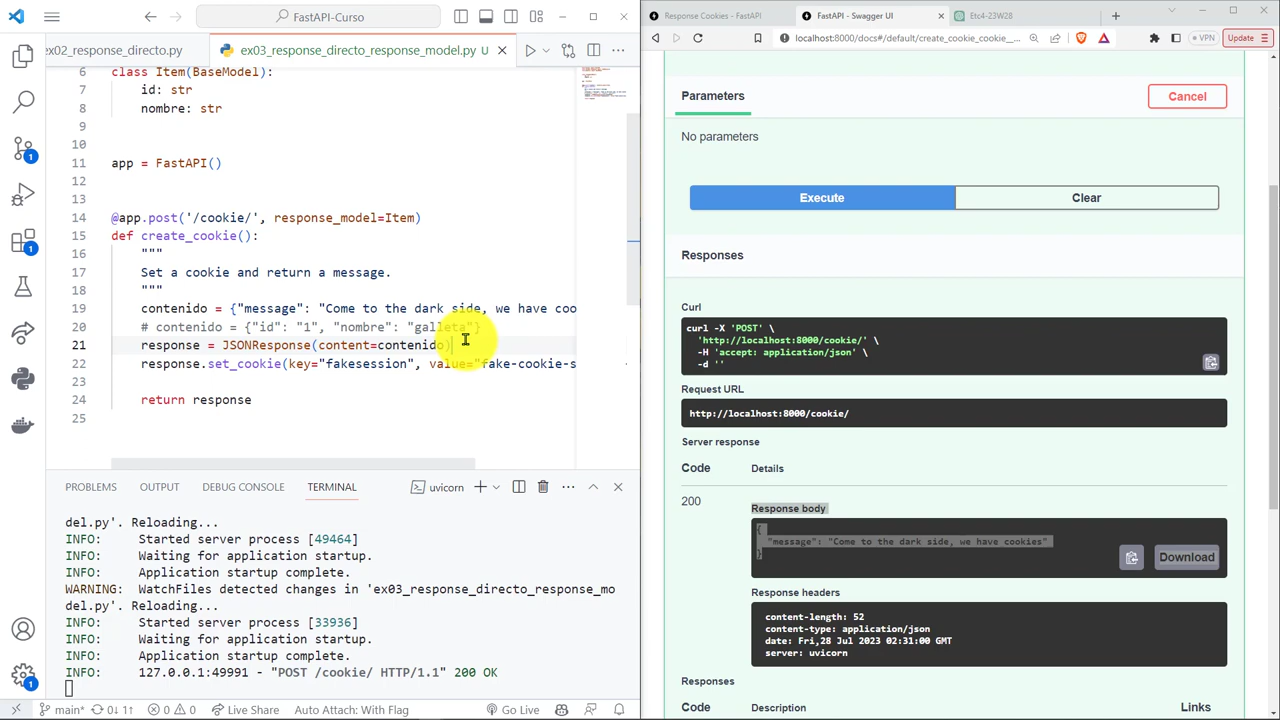 FastAPI-Curso
ex02_response_directo.py
ex03_response_directo_response_model.py U
6 class Item(BaseModel):
7 id: str
8 nombre: str
9
10
11 app = FastAPI()
12
13
14 @app.post('/cookie/', response_model=Item)
15 def create_cookie():
16 """
17 Set a cookie and return a message.
18 """
19 contenido = {"message": "Come to the dark side, we have coo
20 # contenido = {"id": "1", "nombre": "galleta"}
21 response = JSONResponse(content=contenido)
22 response.set_cookie(key="fakesession", value="fake-cookie-s
23
24 return response
25
PROBLEMS OUTPUT DEBUG CONSOLE TERMINAL uvicorn
del.py'. Reloading...
INFO: Started server process [49464]
INFO: Waiting for application startup.
INFO: Application startup complete.
WARNING: WatchFiles detected changes in 'ex03_response_directo_response_mo
del.py'. Reloading...
INFO: Started server process [33936]
INFO: Waiting for application startup.
INFO: Application startup complete.
INFO: 127.0.0.1:49991 - "POST /cookie/ HTTP/1.1" 200 OK
1
1
1
main* 0↓ 11↑ 0 0 Live Share Auto Attach: With Flag Go Live
Response Cookies - FastAPI
FastAPI - Swagger UI
Etc4-23W28
localhost:8000/docs#/default/create_cookie_cookie__...
VPN
Update
Parameters
Cancel
No parameters
Execute
Clear
Responses
Curl
curl -X 'POST' \
'http://localhost:8000/cookie/' \
-H 'accept: application/json' \
-d ''
Request URL
http://localhost:8000/cookie/
Server response
Code Details
200
Response body
{
"message": "Come to the dark side, we have cookies"
}
Download
Response headers
content-length: 52
content-type: application/json
date: Fri,28 Jul 2023 02:31:00 GMT
server: uvicorn
Responses
Code Description Links